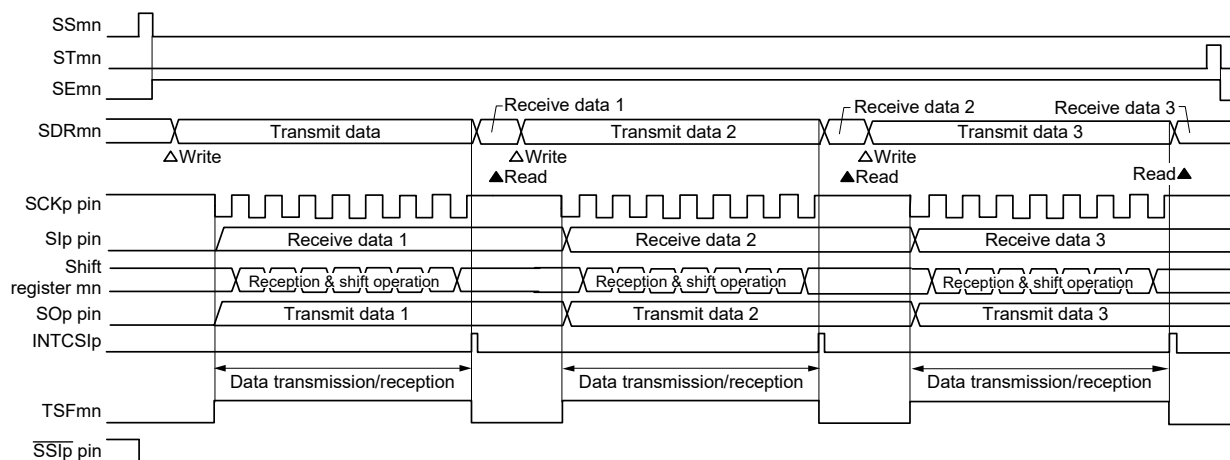 SSmn
STmn
SEmn
Receive data 1 Receive data 2 Receive data 3
SDRmn Transmit data Transmit data 2 Transmit data 3
△Write △Write △Write
▲Read ▲Read Read▲
SCKp pin
SIp pin Receive data 1 Receive data 2 Receive data 3
Shift
register mn Reception & shift operation Reception & shift operation Reception & shift operation
SOp pin Transmit data 1 Transmit data 2 Transmit data 3
INTCSIp
Data transmission/reception Data transmission/reception Data transmission/reception
TSFmn
SSIp pin